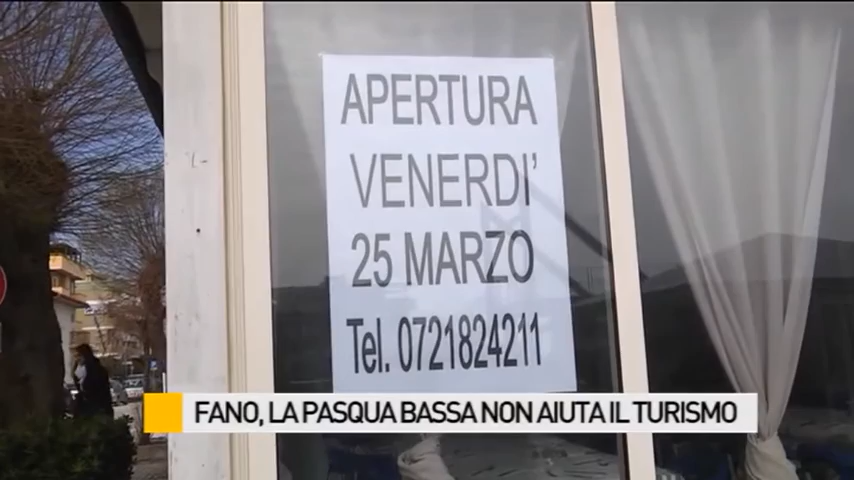 APERTURA
VENERDI'
25 MARZO
Tel. 0721824211
FANO, LA PASQUA BASSA NON AIUTA IL TURISMO